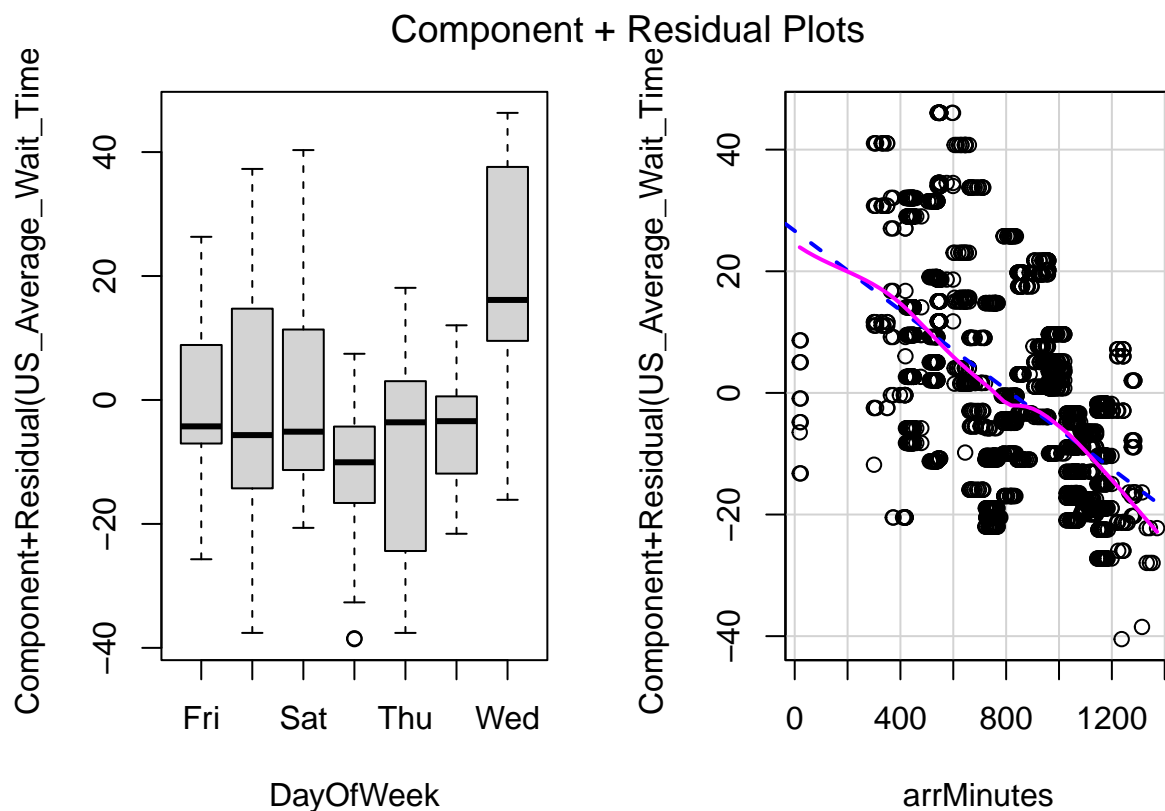 Component + Residual Plots
Component+Residual(US_Average_Wait_Time
40
20
0
−20
−40
Fri Sat Thu Wed
DayOfWeek
Component+Residual(US_Average_Wait_Time
40
20
0
−20
−40
0 400 800 1200
arrMinutes